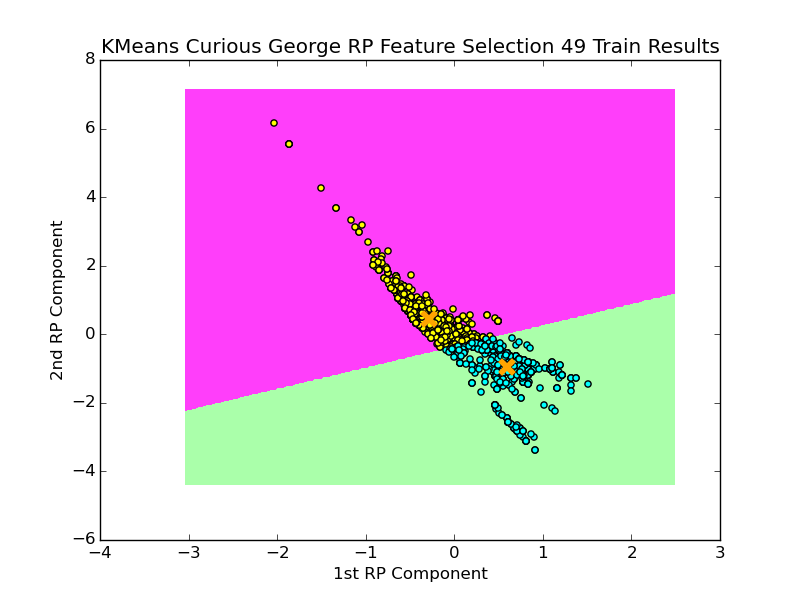 KMeans Curious George RP Feature Selection 49 Train Results
8
6
4
2
0
−2
−4
−6
2nd RP Component
−4 −3 −2 −1 0 1 2 3
1st RP Component